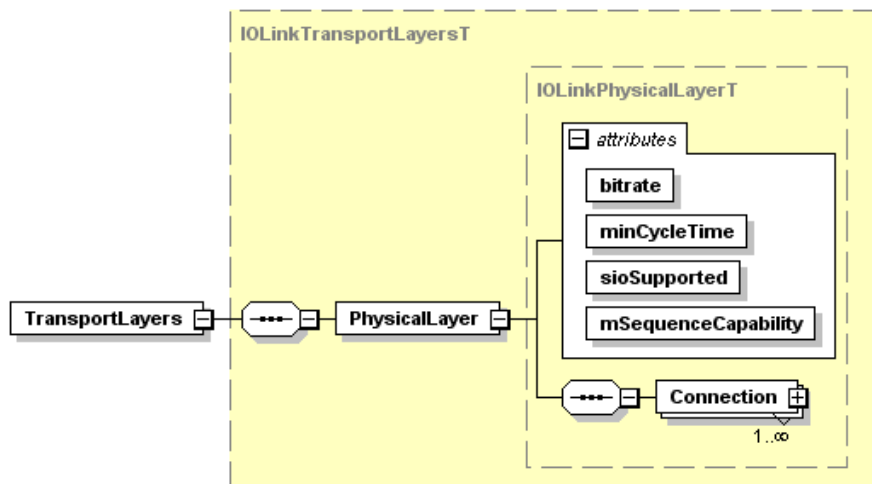 IOLinkTransportLayersT
IOLinkPhysicalLayerT
attributes
bitrate
minCycleTime
sioSupported
mSequenceCapability
TransportLayers
PhysicalLayer
Connection
1..∞